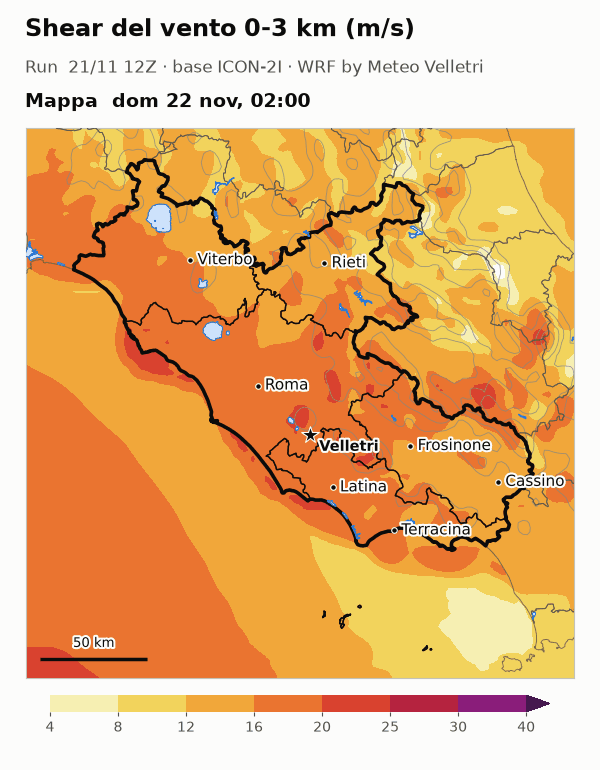 Shear del vento 0-3 km (m/s)
Run  21/11 12Z · base ICON-2I · WRF by Meteo Velletri
Mappa  dom 22 nov, 02:00
Viterbo
Rieti
Roma
Velletri
Frosinone
Latina
Cassino
Terracina
50 km
4 8 12 16 20 25 30 40